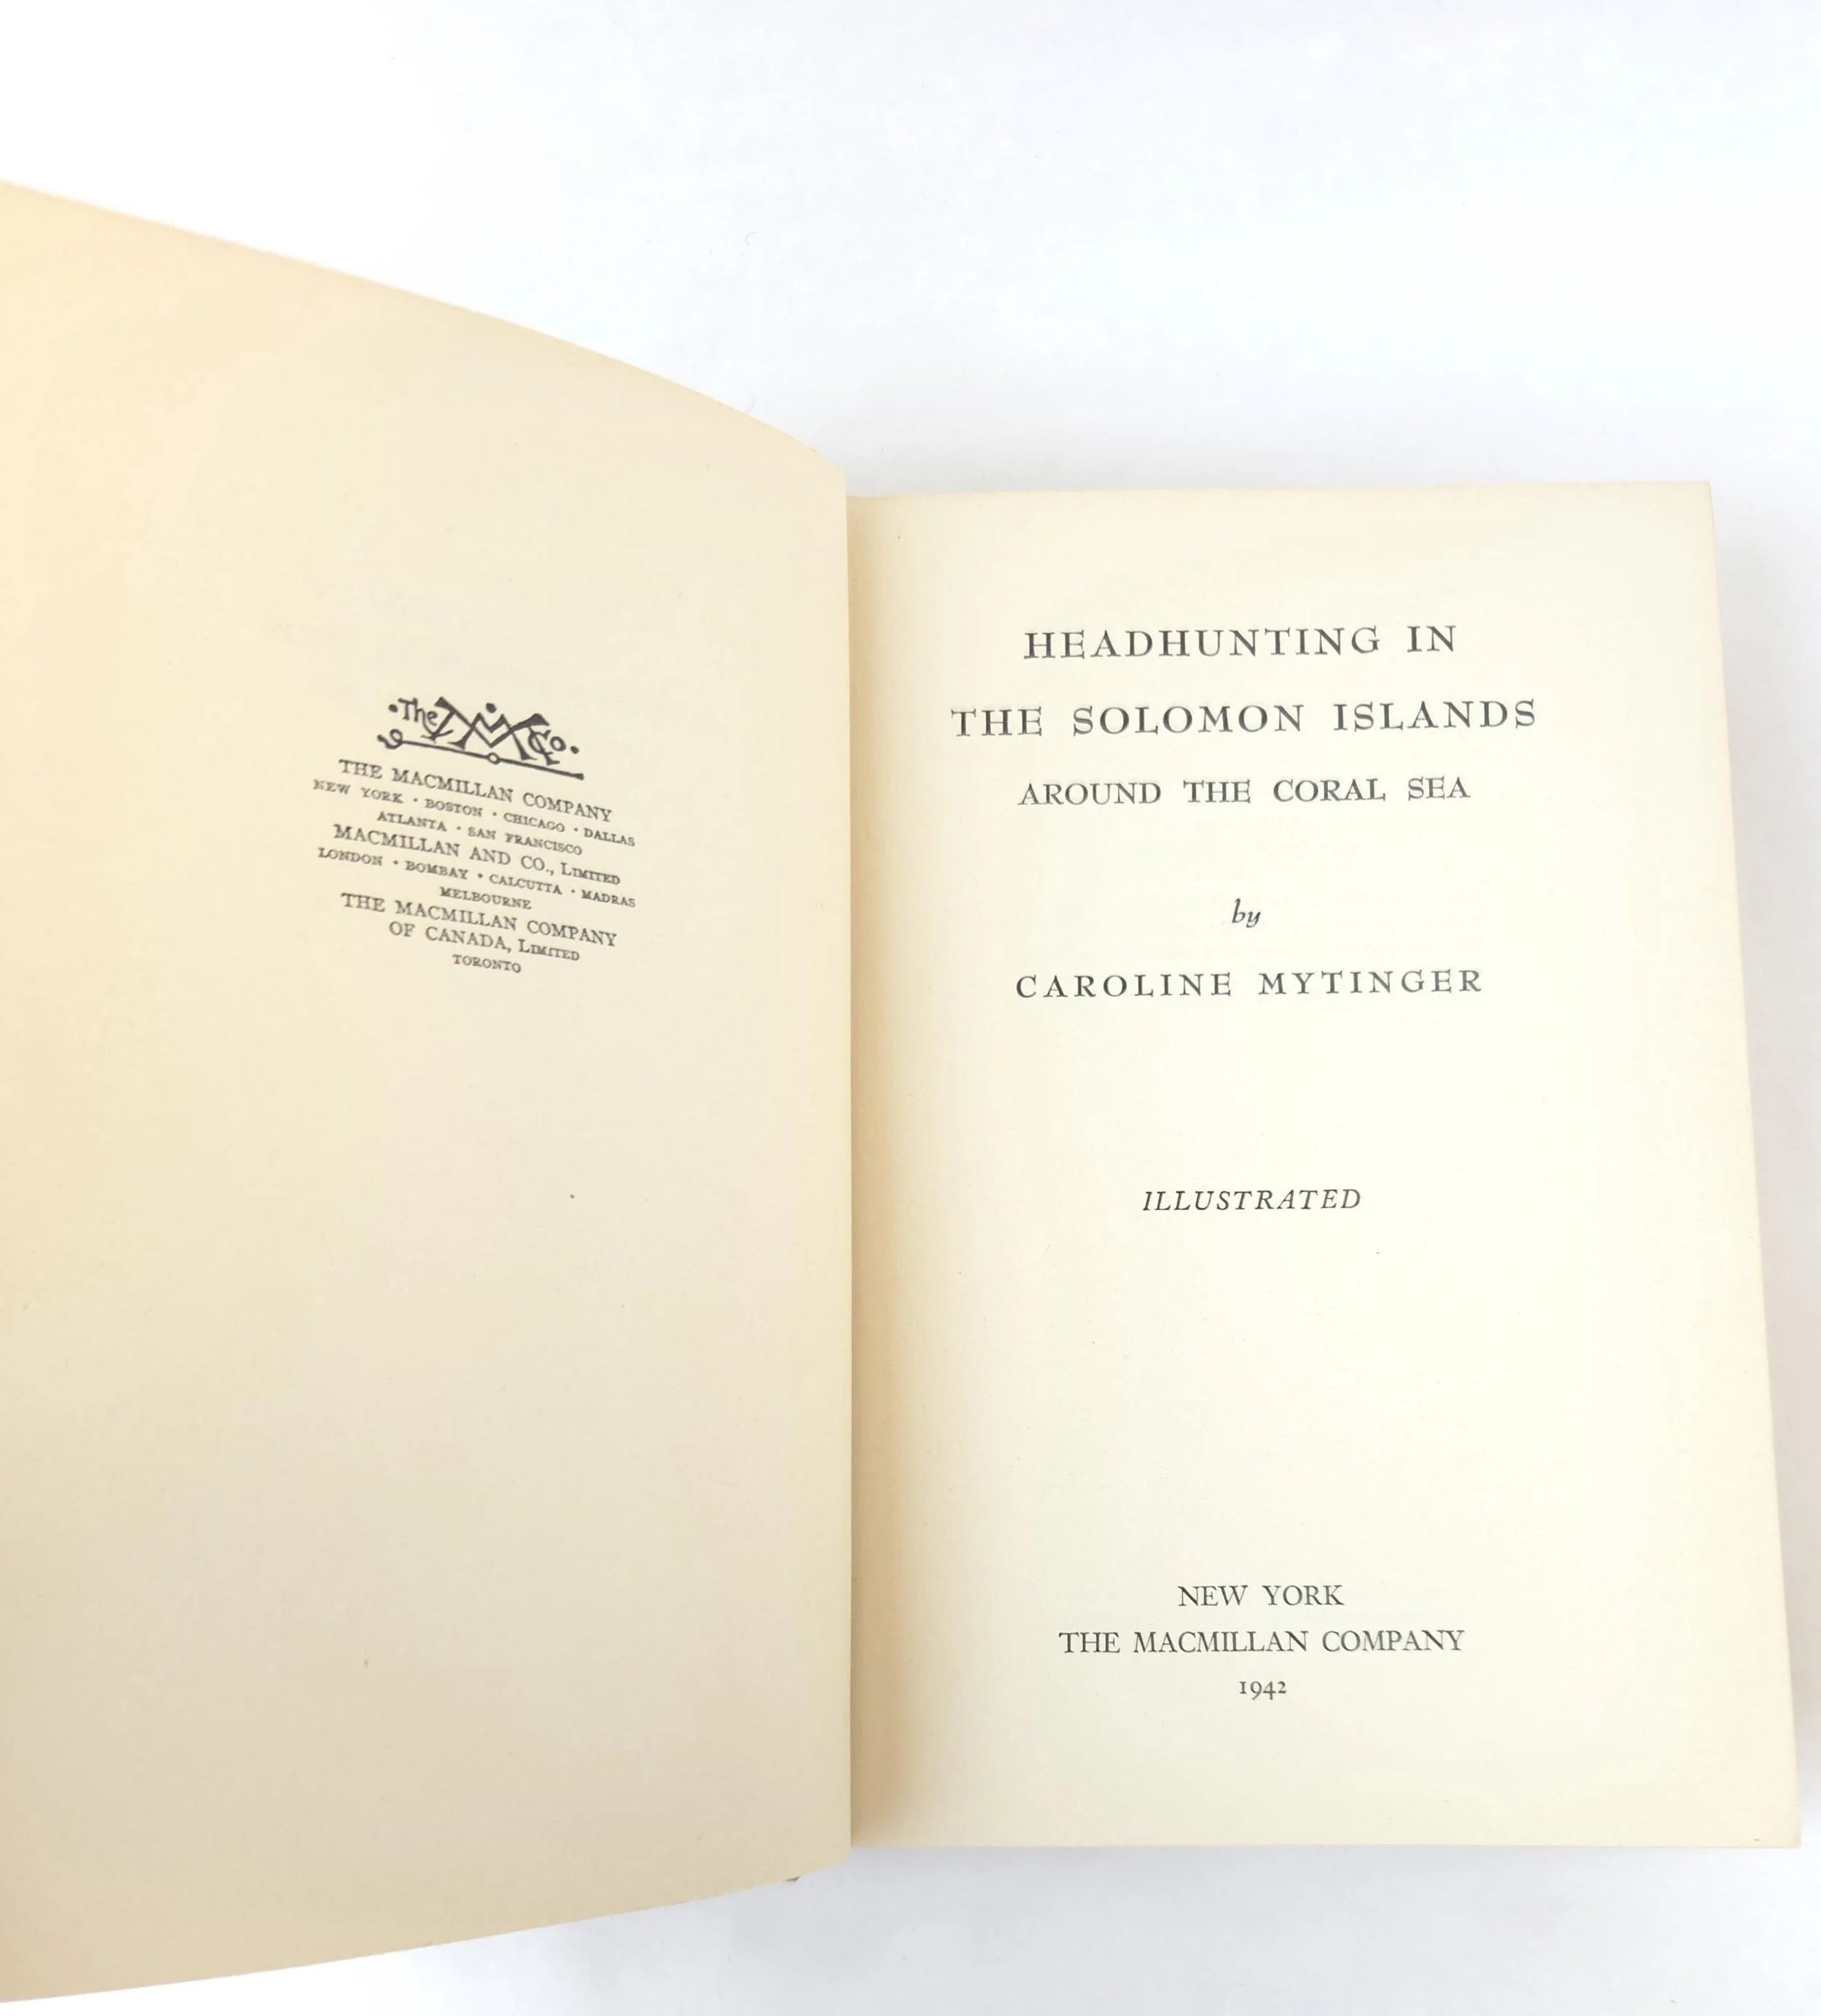 ·The MM Co.·
THE MACMILLAN COMPANY
NEW YORK · BOSTON · CHICAGO · DALLAS
ATLANTA · SAN FRANCISCO
MACMILLAN AND CO., LIMITED
LONDON · BOMBAY · CALCUTTA · MADRAS
MELBOURNE
THE MACMILLAN COMPANY
OF CANADA, LIMITED
TORONTO
HEADHUNTING IN
THE SOLOMON ISLANDS
AROUND THE CORAL SEA
by
CAROLINE MYTINGER
ILLUSTRATED
NEW YORK
THE MACMILLAN COMPANY
1942